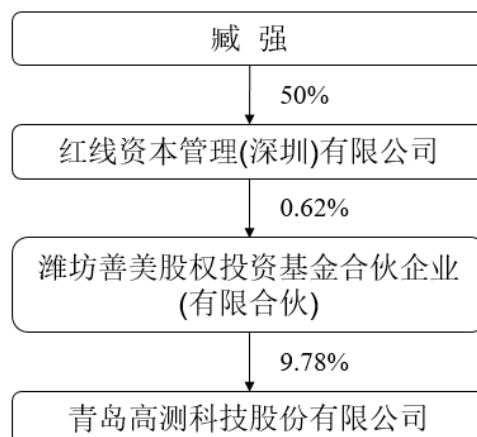 臧 强
50%
红线资本管理(深圳)有限公司
0.62%
潍坊善美股权投资基金合伙企业
(有限合伙)
9.78%
青岛高测科技股份有限公司